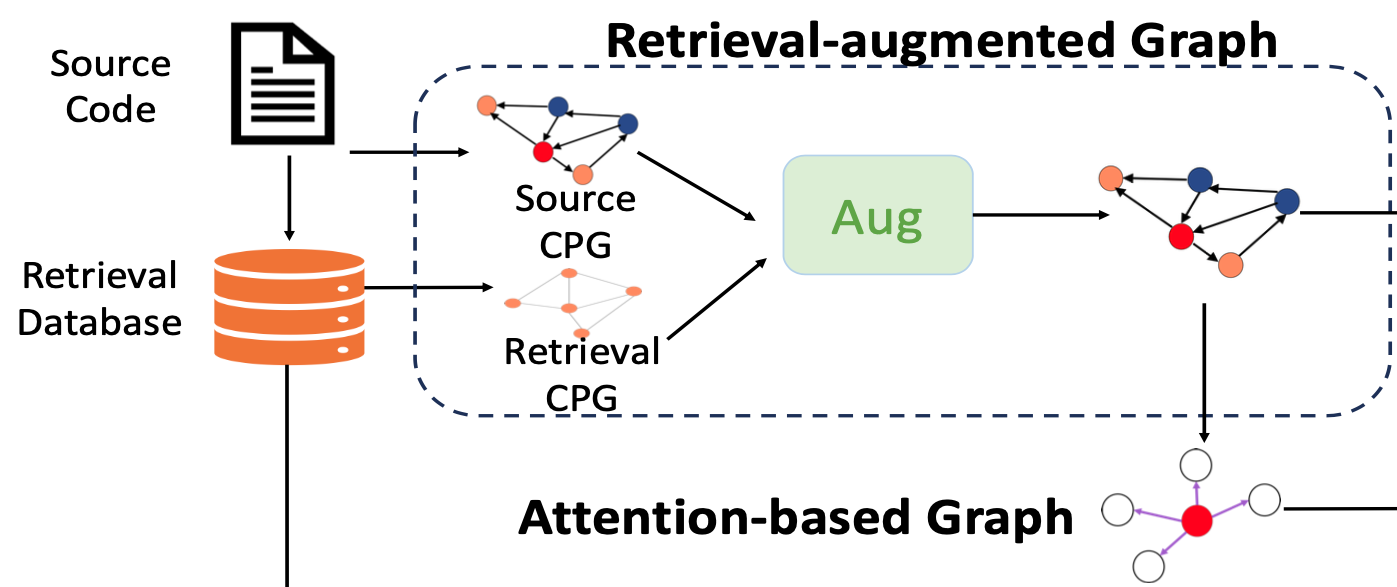 Retrieval-augmented Graph
Source
Code
Source
CPG
Aug
Retrieval
Database
Retrieval
CPG
Attention-based Graph